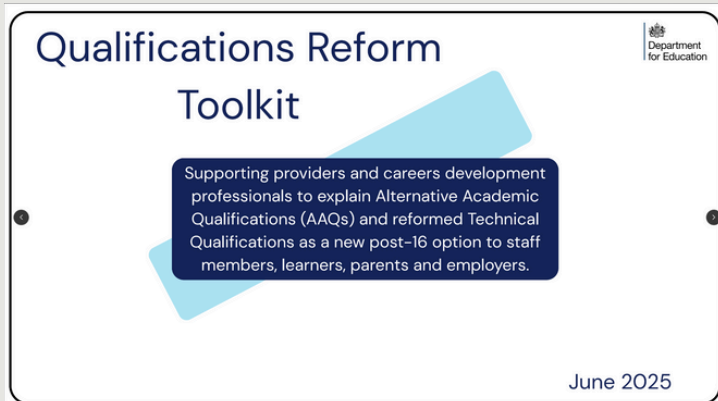 Qualifications Reform
Toolkit
Department
for Education
Supporting providers and careers development
professionals to explain Alternative Academic
Qualifications (AAQs) and reformed Technical
Qualifications as a new post-16 option to staff
members, learners, parents and employers.
June 2025